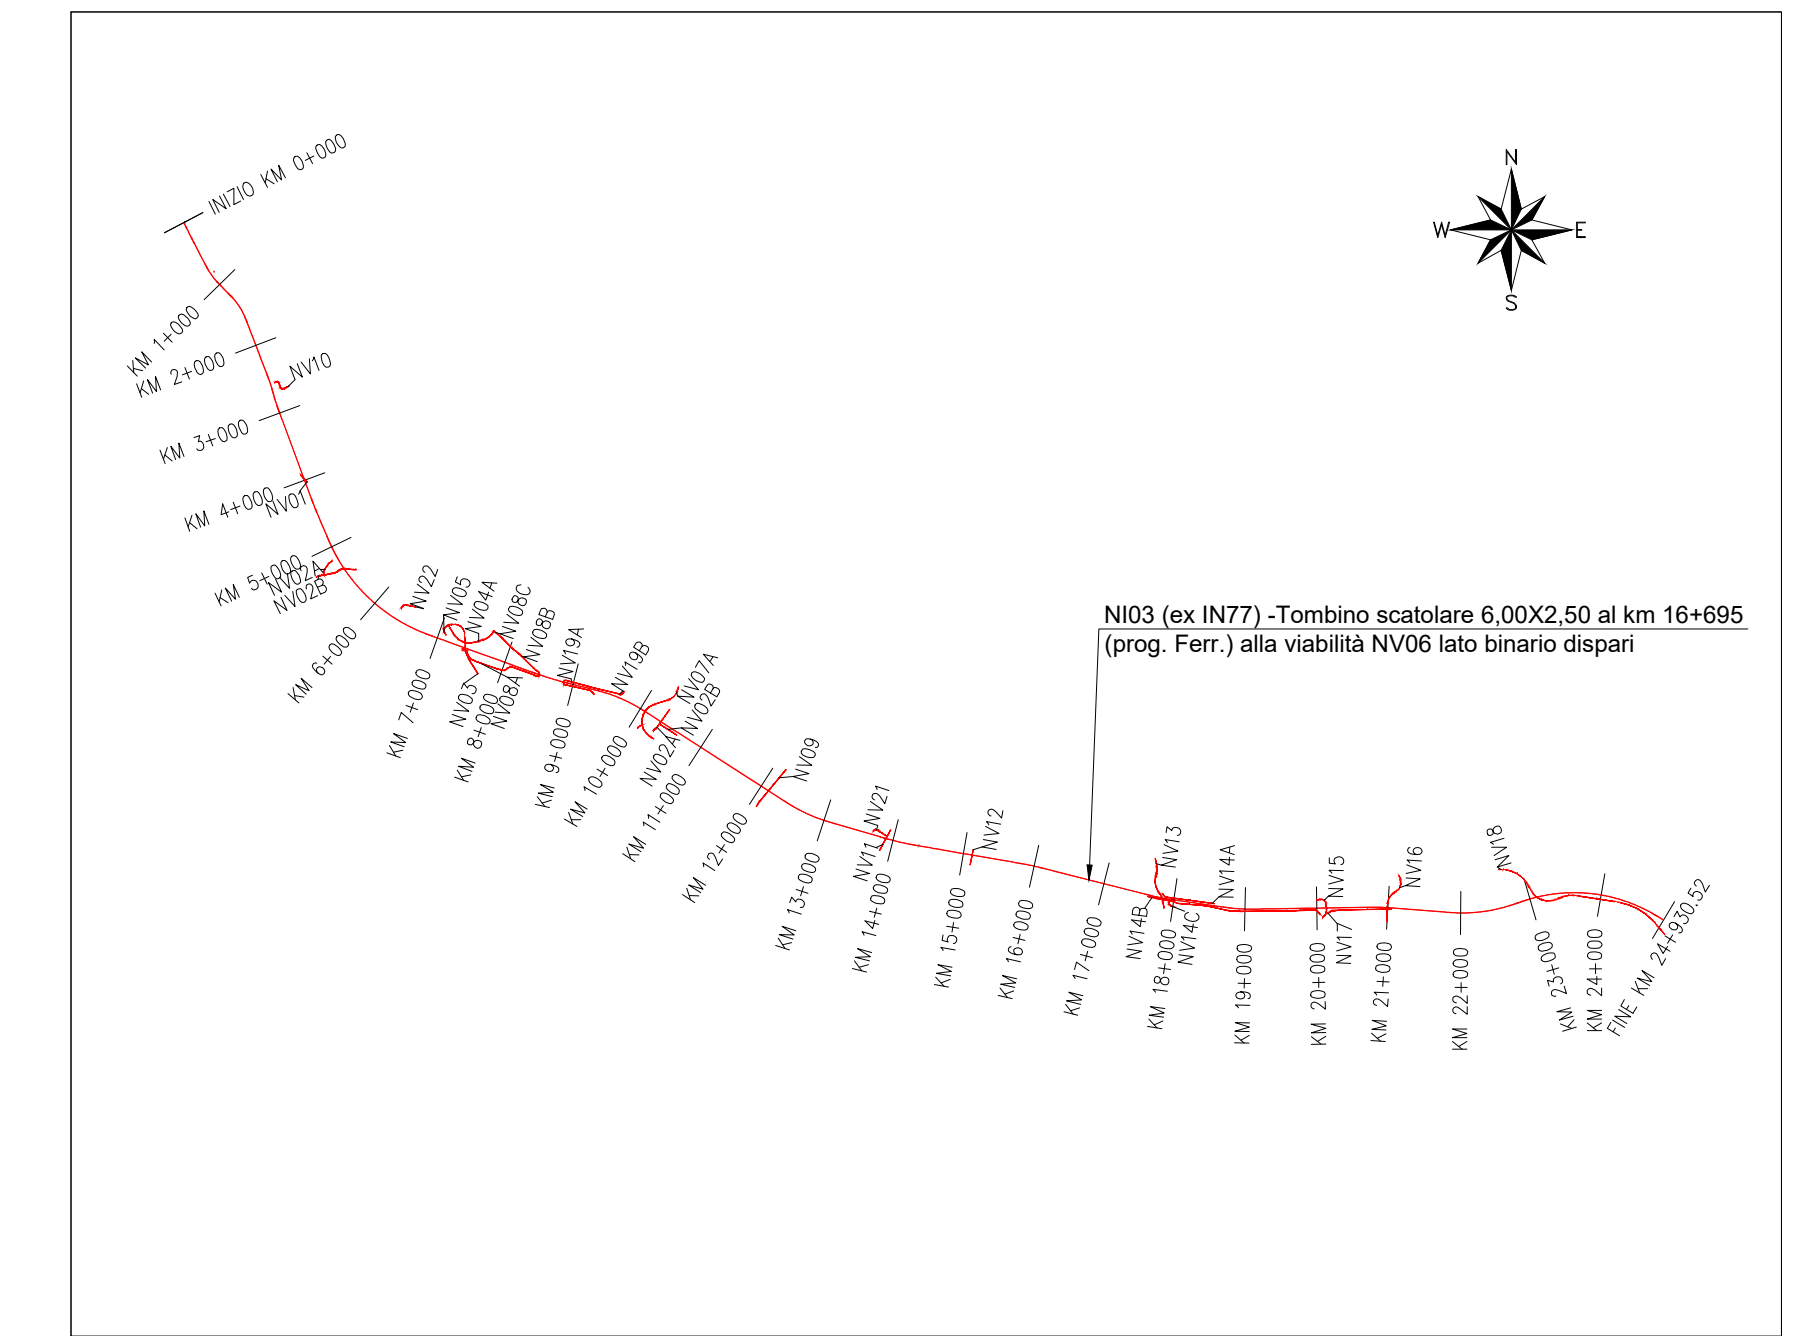 INIZIO KM 0+000
N
W
E
S
KM 1+000
KM 2+000
NV10
KM 3+000
KM 4+000
NV01
KM 5+000
NV02A
NV02B
KM 6+000
NV22
NV05
NV04A
NV08C
NV08B
KM 7+000
NV03
KM 8+000
NV08A
NV19A
NV19B
KM 9+000
NV07A
NV02B
NV02A
KM 10+000
KM 11+000
NV09
KM 12+000
KM 13+000
NV21
NV11
KM 14+000
NV12
KM 15+000
KM 16+000
NI03 (ex IN77) -Tombino scatolare 6,00X2,50 al km 16+695
(prog. Ferr.) alla viabilità NV06 lato binario dispari
KM 17+000
NV13
NV14A
NV14B
KM 18+000
NV14C
KM 19+000
NV15
KM 20+000
NV17
NV16
KM 21+000
KM 22+000
NV18
KM 23+000
KM 24+000
FINE KM 24+930.52